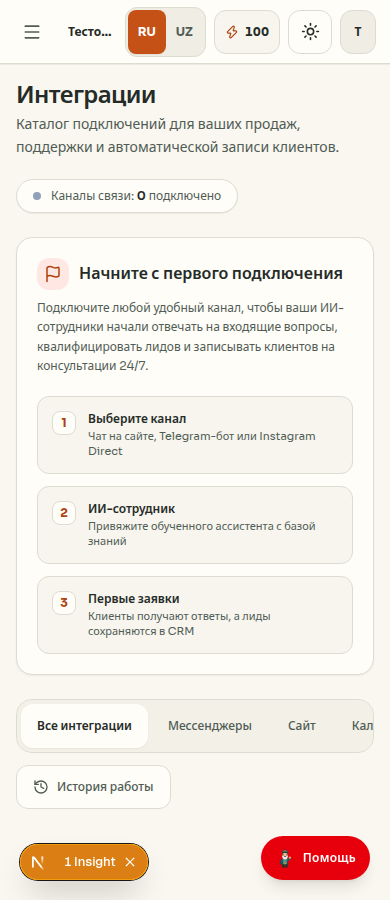 Тесто...
RU
UZ
100
T
Интеграции
Каталог подключений для ваших продаж,
поддержки и автоматической записи клиентов.
Каналы связи: 0 подключено
Начните с первого подключения
Подключите любой удобный канал, чтобы ваши ИИ-
сотрудники начали отвечать на входящие вопросы,
квалифицировать лидов и записывать клиентов на
консультации 24/7.
1
Выберите канал
Чат на сайте, Telegram-бот или Instagram
Direct
2
ИИ-сотрудник
Привяжите обученного ассистента с базой
знаний
3
Первые заявки
Клиенты получают ответы, а лиды
сохраняются в CRM
Все интеграции
Мессенджеры
Сайт
Кал
История работы
N
1 Insight
Помощь